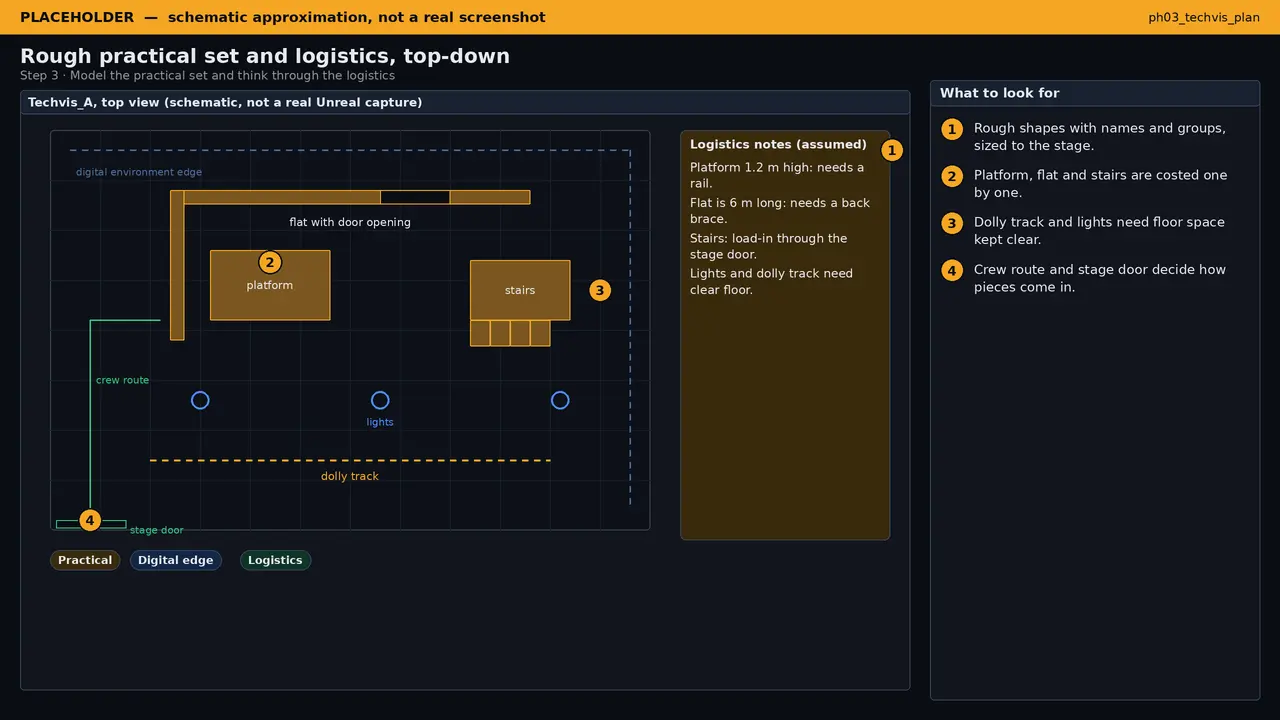 PLACEHOLDER — schematic approximation, not a real screenshot
ph03_techvis_plan
Rough practical set and logistics, top-down
Step 3 · Model the practical set and think through the logistics
Techvis_A, top view (schematic, not a real Unreal capture)
digital environment edge
flat with door opening
2
platform
stairs
3
crew route
lights
dolly track
4
stage door
Logistics notes (assumed)
1
Platform 1.2 m high: needs a
rail.
Flat is 6 m long: needs a back
brace.
Stairs: load-in through the
stage door.
Lights and dolly track need
clear floor.
Practical
Digital edge
Logistics
What to look for
1 Rough shapes with names and groups,
sized to the stage.
2 Platform, flat and stairs are costed one
by one.
3 Dolly track and lights need floor space
kept clear.
4 Crew route and stage door decide how
pieces come in.